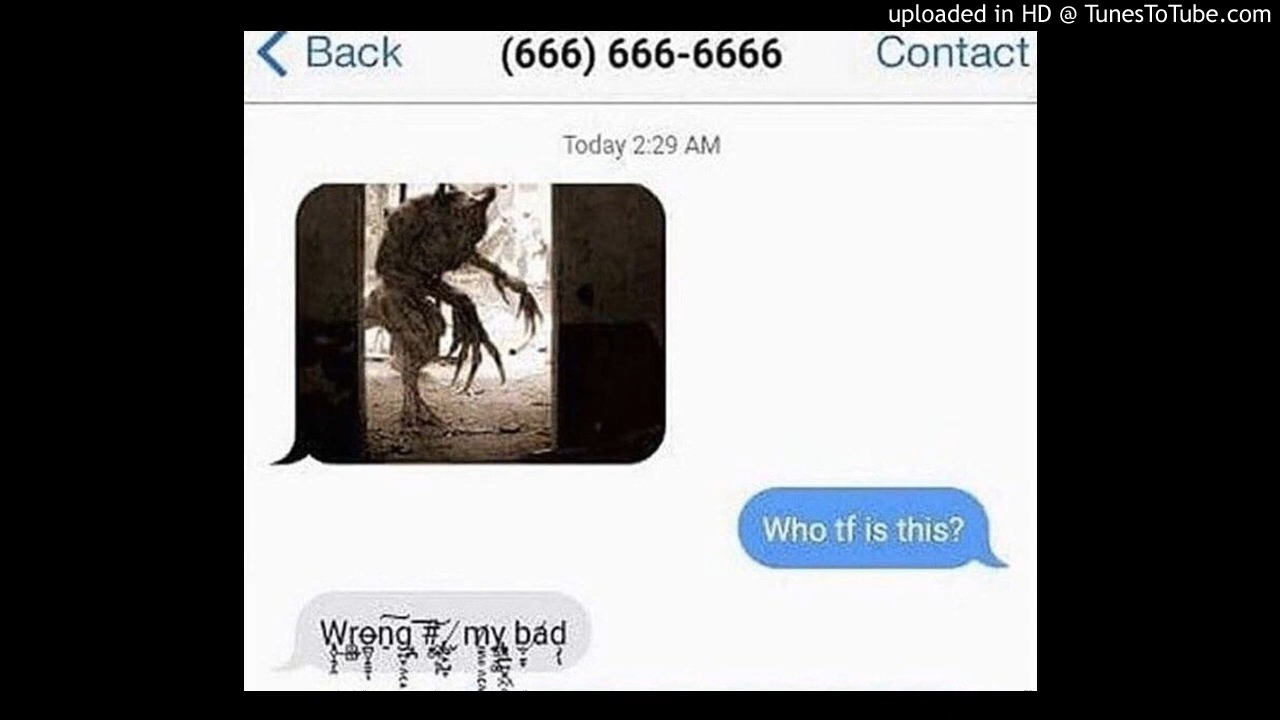 uploaded in HD @ TunesToTube.com
Back (666) 666-6666 Contact
Today 2:29 AM
Who tf is this?
Wrong # my bad